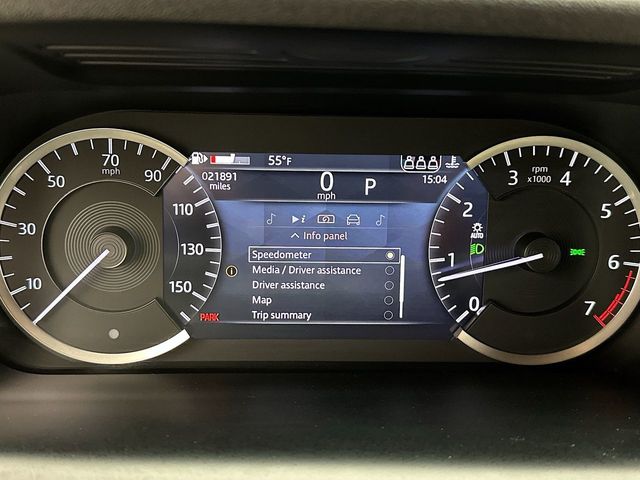 55°F
021891
miles
0
mph
P
15:04
10
30
50
70
mph
90
110
130
150
PARK
Info panel
Speedometer
Media / Driver assistance
Driver assistance
Map
Trip summary
rpm
x1000
0
1
2
3
4
5
6
7
AUTO